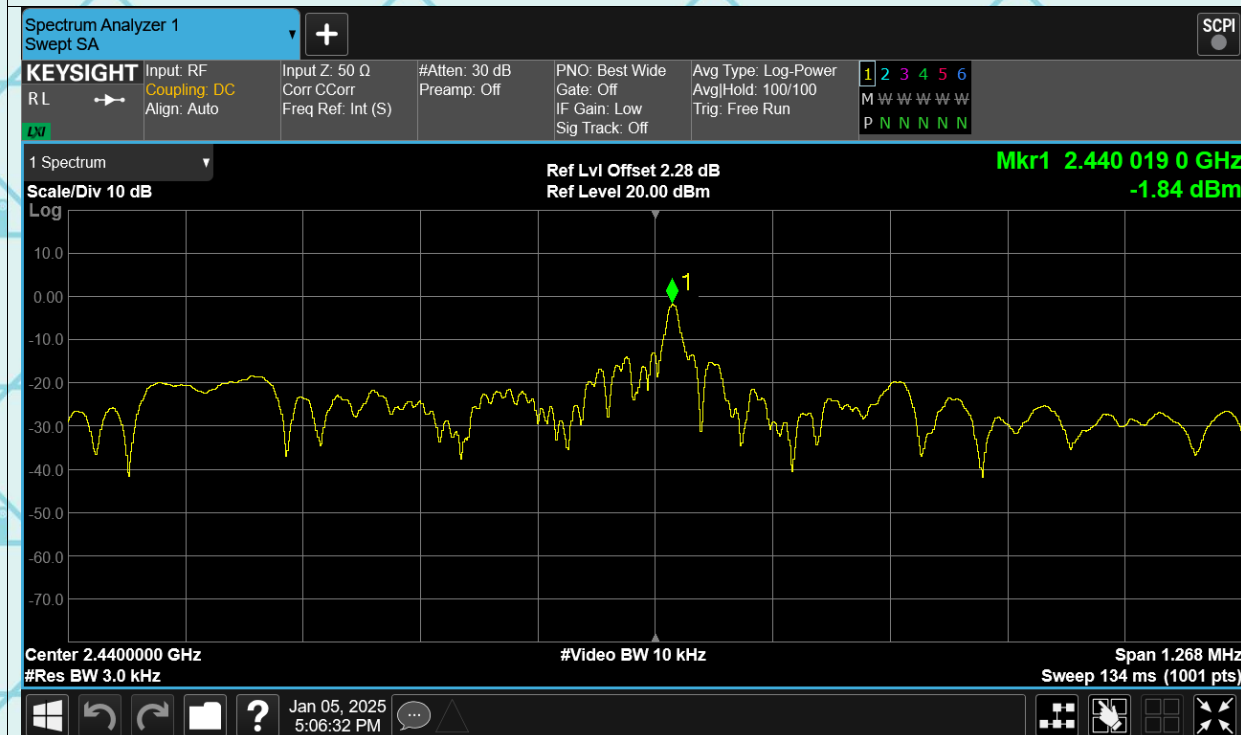 Spectrum Analyzer 1
Swept SA
+
SCPI
KEYSIGHT
RL
LXI
Input: RF
Coupling: DC
Align: Auto
Input Z: 50 Ω
Corr CCorr
Freq Ref: Int (S)
#Atten: 30 dB
Preamp: Off
PNO: Best Wide
Gate: Off
IF Gain: Low
Sig Track: Off
Avg Type: Log-Power
Avg|Hold: 100/100
Trig: Free Run
1 2 3 4 5 6
M W W W W W W
P N N N N N N
1 Spectrum
Scale/Div 10 dB
Log
Ref Lvl Offset 2.28 dB
Ref Level 20.00 dBm
Mkr1 2.440 019 0 GHz
-1.84 dBm
1
10.0
0.00
-10.0
-20.0
-30.0
-40.0
-50.0
-60.0
-70.0
Center 2.4400000 GHz
#Res BW 3.0 kHz
#Video BW 10 kHz
Span 1.268 MHz
Sweep 134 ms (1001 pts)
?
Jan 05, 2025
5:06:32 PM